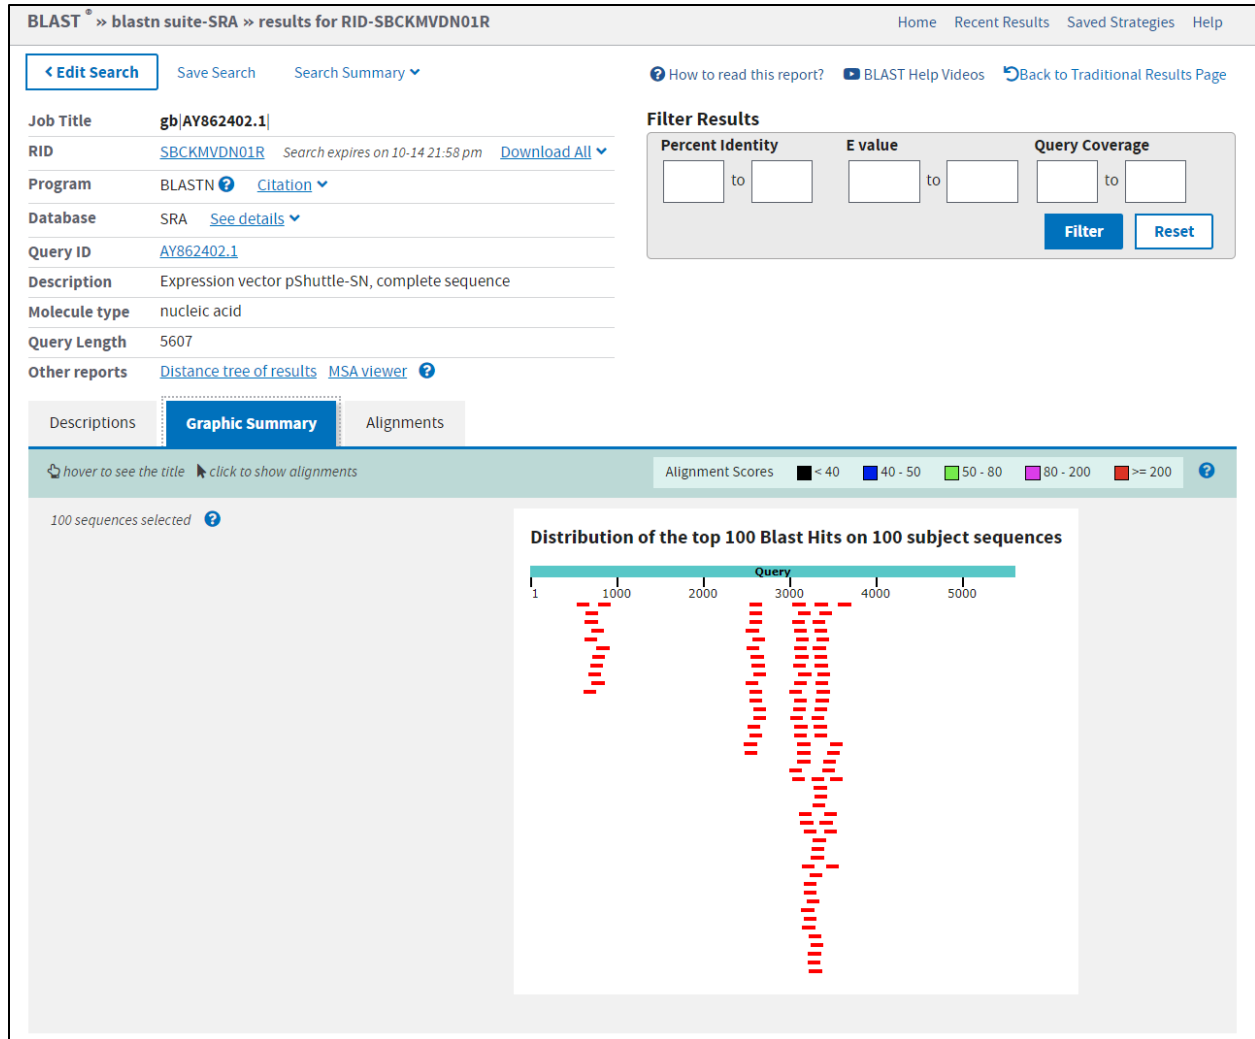 BLAST ® » blastn suite-SRA » results for RID-SBCKMVDN01R
Home Recent Results Saved Strategies Help
Edit Search Save Search Search Summary
How to read this report? BLAST Help Videos Back to Traditional Results Page
Job Title gb|AY862402.1|
RID SBCKMVDN01R Search expires on 10-14 21:58 pm Download All
Program BLASTN ? Citation
Database SRA See details
Query ID AY862402.1
Description Expression vector pShuttle-SN, complete sequence
Molecule type nucleic acid
Query Length 5607
Other reports Distance tree of results MSA viewer ?
Filter Results
Percent Identity E value Query Coverage
to to to
Filter Reset
Descriptions Graphic Summary Alignments
hover to see the title click to show alignments
Alignment Scores < 40 40 - 50 50 - 80 80 - 200 >= 200 ?
100 sequences selected ?
Distribution of the top 100 Blast Hits on 100 subject sequences
Query
1 1000 2000 3000 4000 5000